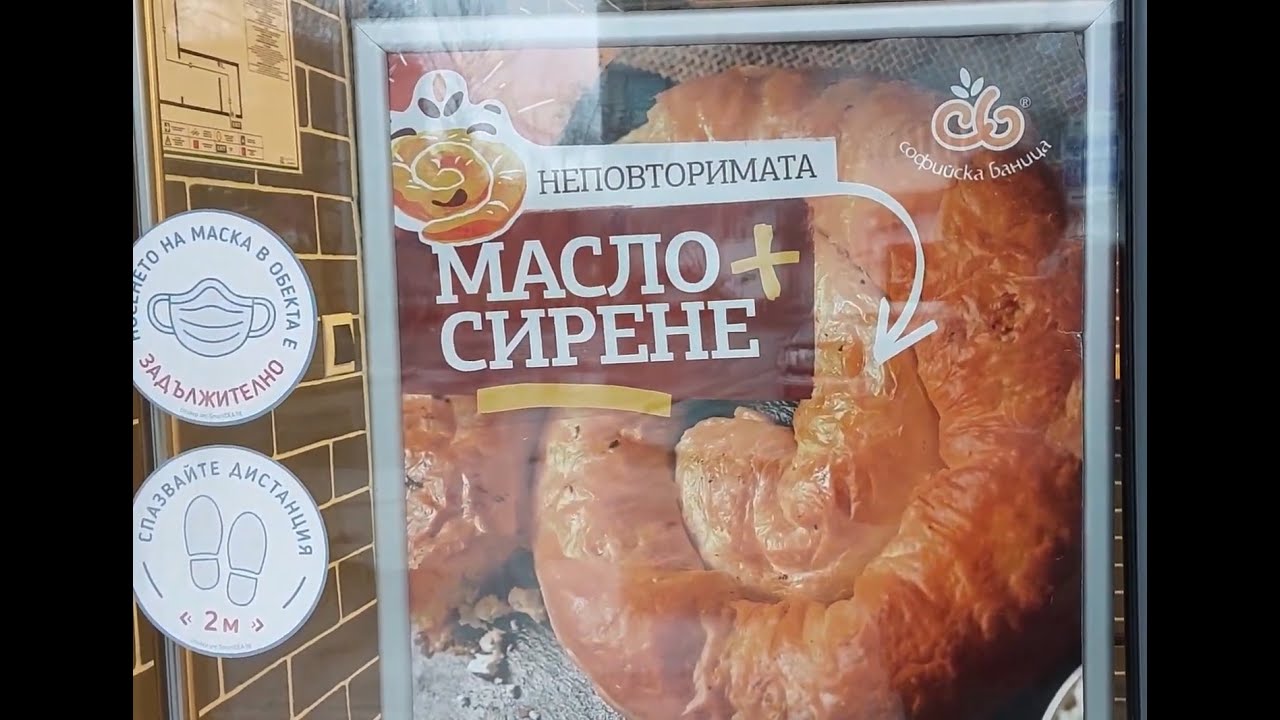 НЕПОВТОРИМАТА
МАСЛО +
СИРЕНЕ
софийска баница
®
НОСЕНЕТО НА МАСКА В ОБЕКТА Е
ЗАДЪЛЖИТЕЛНО
СПАЗВАЙТЕ ДИСТАНЦИЯ
« 2м »